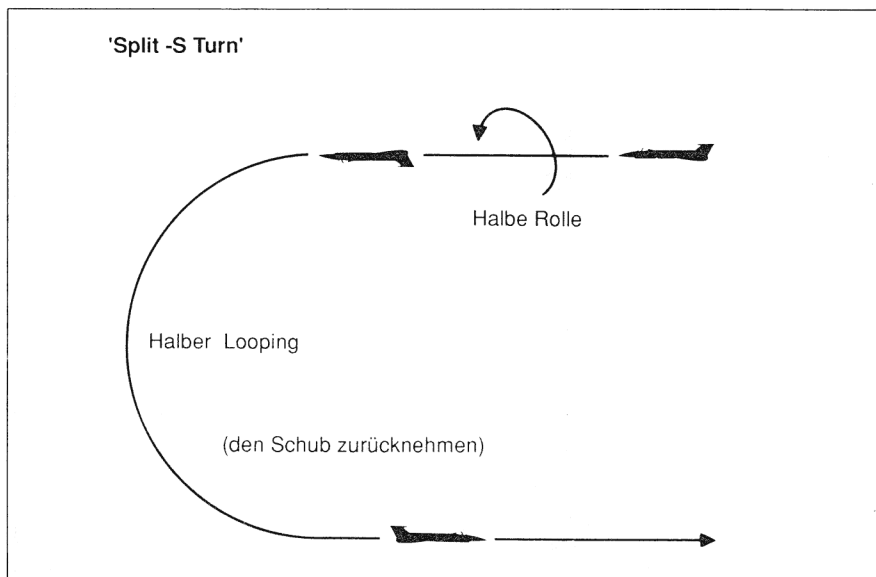 'Split -S Turn'
Halbe Rolle
Halber Looping
(den Schub zurücknehmen)